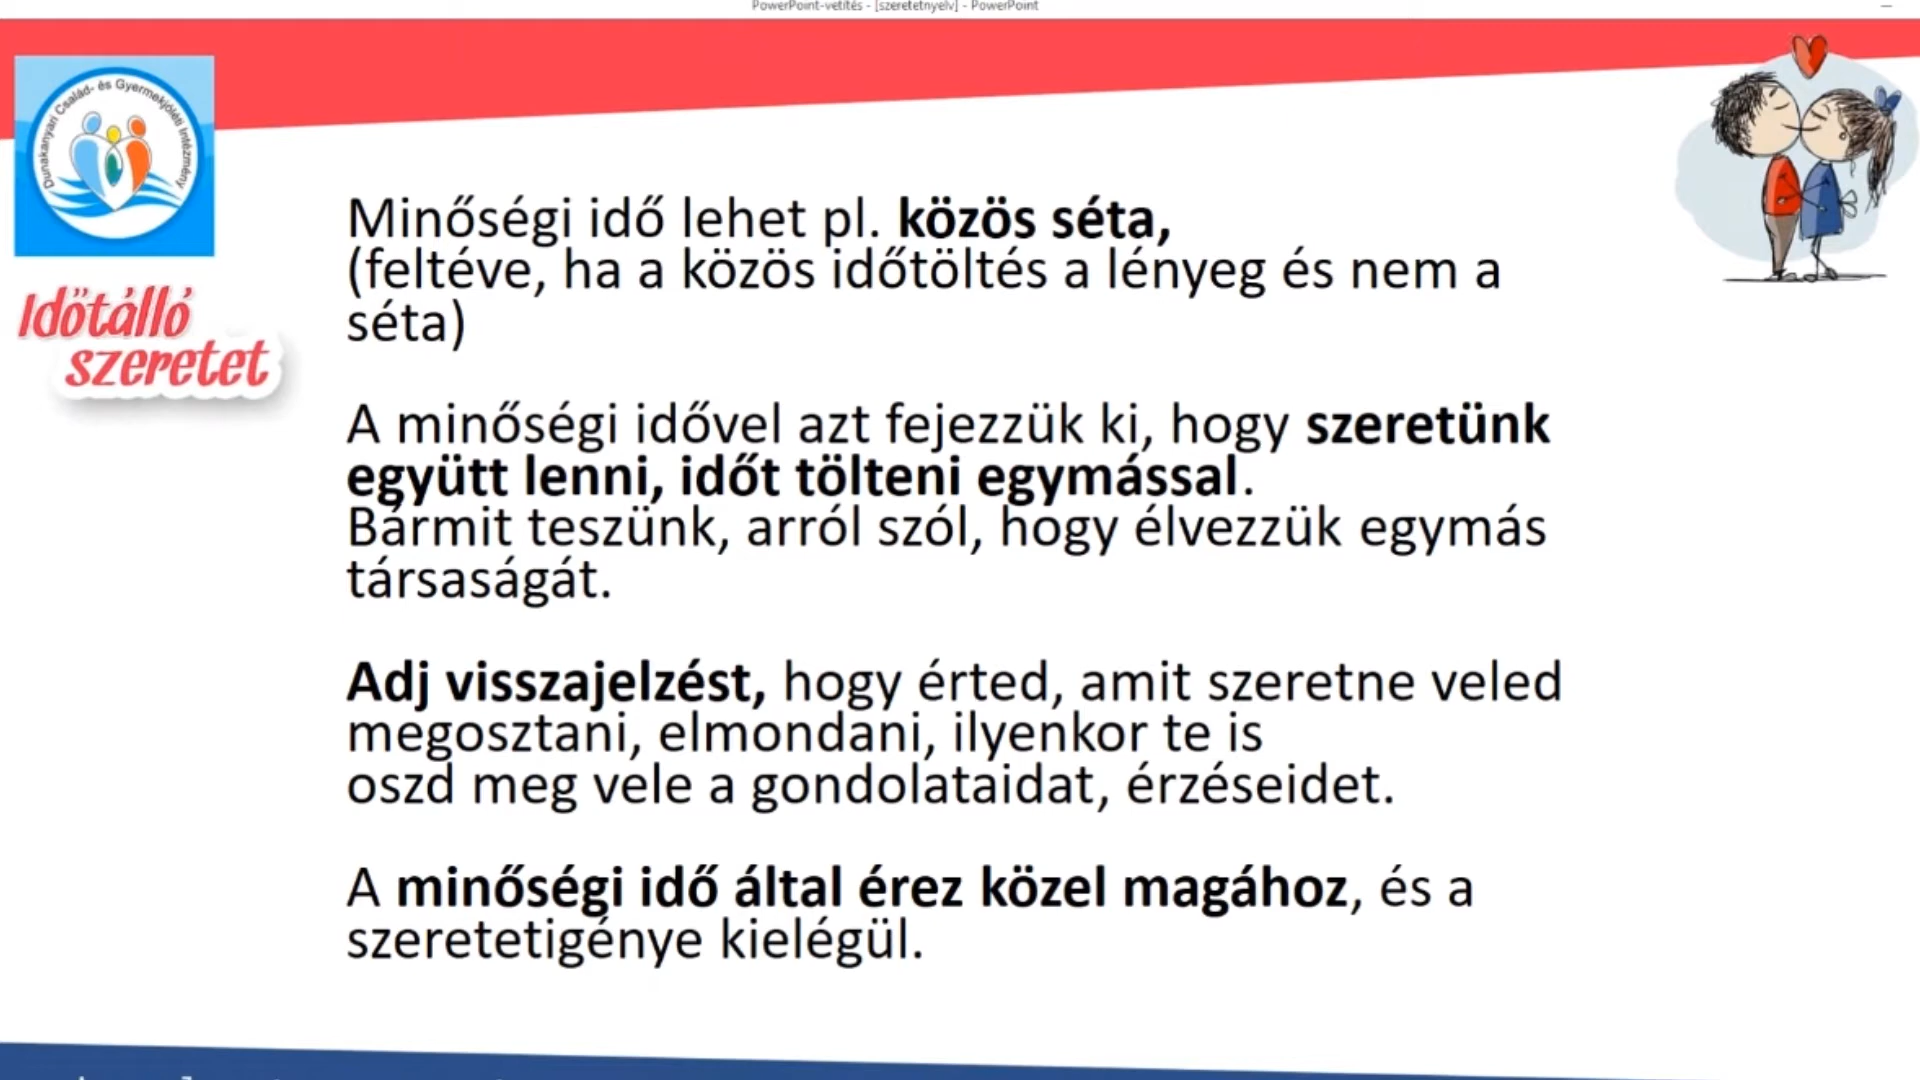 PowerPoint-vetítés - [szeretetnyelv] - PowerPoint
Dunakanyari Család- és Gyermekjóléti Intézmény
Időtálló
szeretet
Minőségi idő lehet pl. közös séta,
(feltéve, ha a közös időtöltés a lényeg és nem a
séta)
A minőségi idővel azt fejezzük ki, hogy szeretünk
együtt lenni, időt tölteni egymással.
Bármit teszünk, arról szól, hogy élvezzük egymás
társaságát.
Adj visszajelzést, hogy érted, amit szeretne veled
megosztani, elmondani, ilyenkor te is
oszd meg vele a gondolataidat, érzéseidet.
A minőségi idő által érez közel magához, és a
szeretetigénye kielégül.